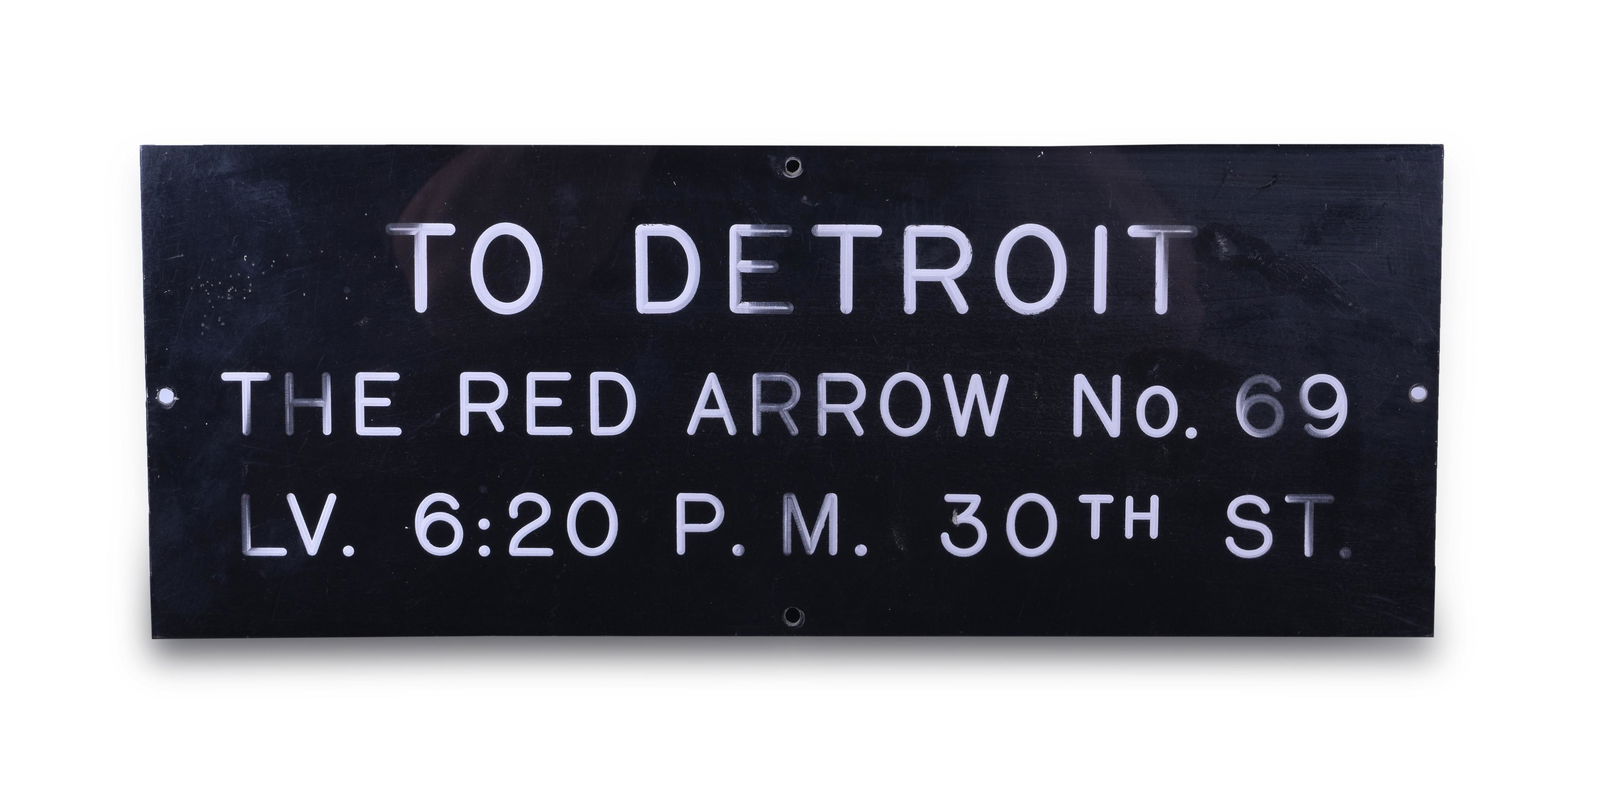 TO DETROIT
THE RED ARROW No. 69
LV. 6:20 P.M. 30TH ST.